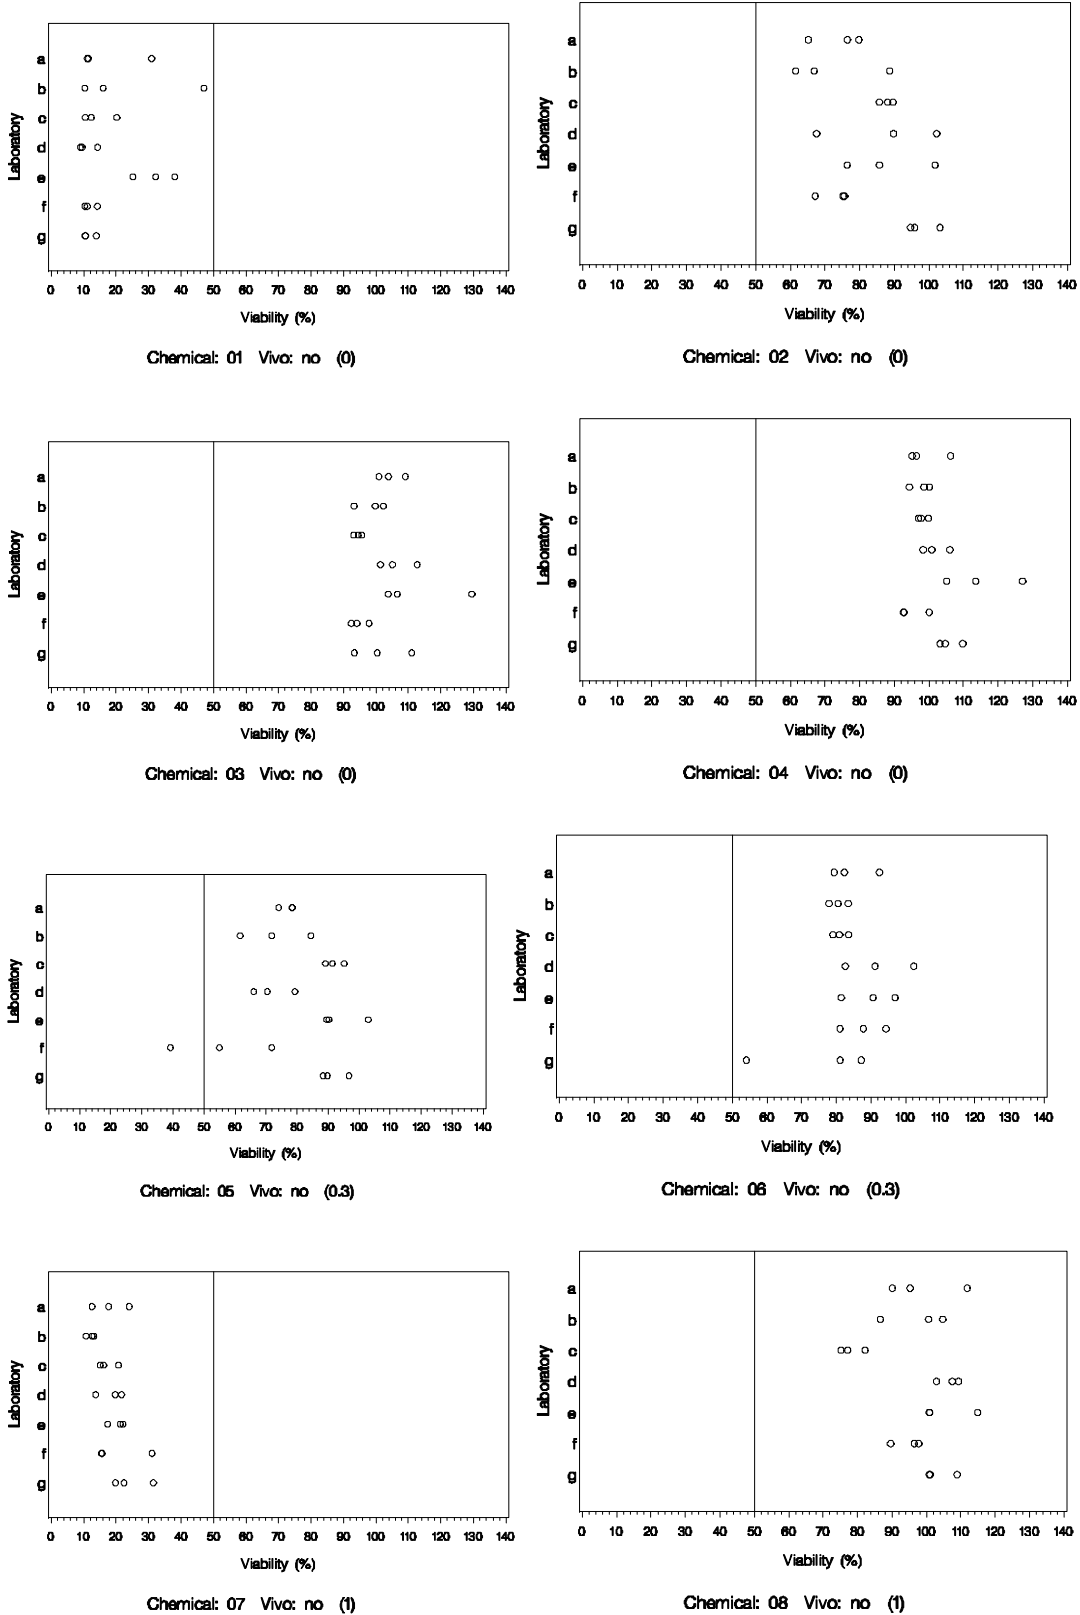 Laboratory
a
b
c
d
e
f
g
0 10 20 30 40 50 60 70 80 90 100 110 120 130 140
Viability (%)
Chemical: 01 Vivo: no (0)
Laboratory
a
b
c
d
e
f
g
0 10 20 30 40 50 60 70 80 90 100 110 120 130 140
Viability (%)
Chemical: 02 Vivo: no (0)
Laboratory
a
b
c
d
e
f
g
0 10 20 30 40 50 60 70 80 90 100 110 120 130 140
Viability (%)
Chemical: 03 Vivo: no (0)
Laboratory
a
b
c
d
e
f
g
0 10 20 30 40 50 60 70 80 90 100 110 120 130 140
Viability (%)
Chemical: 04 Vivo: no (0)
Laboratory
a
b
c
d
e
f
g
0 10 20 30 40 50 60 70 80 90 100 110 120 130 140
Viability (%)
Chemical: 05 Vivo: no (0.3)
Laboratory
a
b
c
d
e
f
g
0 10 20 30 40 50 60 70 80 90 100 110 120 130 140
Viability (%)
Chemical: 06 Vivo: no (0.3)
Laboratory
a
b
c
d
e
f
g
0 10 20 30 40 50 60 70 80 90 100 110 120 130 140
Viability (%)
Chemical: 07 Vivo: no (1)
Laboratory
a
b
c
d
e
f
g
0 10 20 30 40 50 60 70 80 90 100 110 120 130 140
Viability (%)
Chemical: 08 Vivo: no (1)